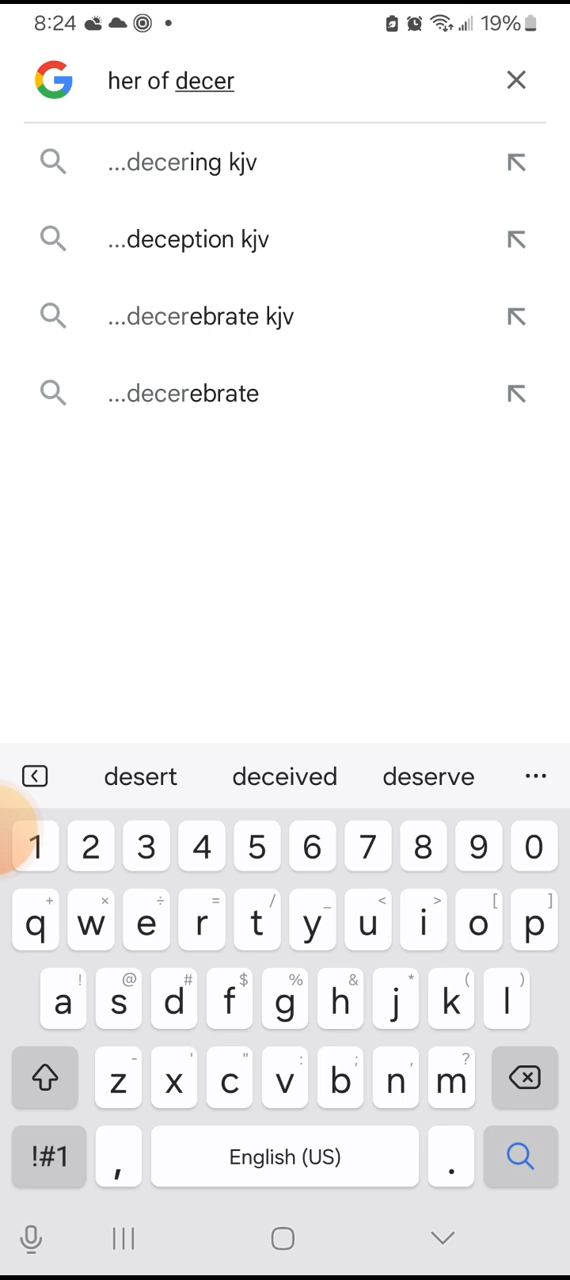 8:24 19%
her of decer
...decering kjv
...deception kjv
...decerebrate kjv
...decerebrate
desert deceived deserve ...
1 2 3 4 5 6 7 8 9 0
+ × ÷ = / _ < > [ ]
q w e r t y u i o p
! @ # $ % & * ( )
a s d f g h j k l
- ' " : ; , ?
z x c v b n m
!#1 , English (US) .